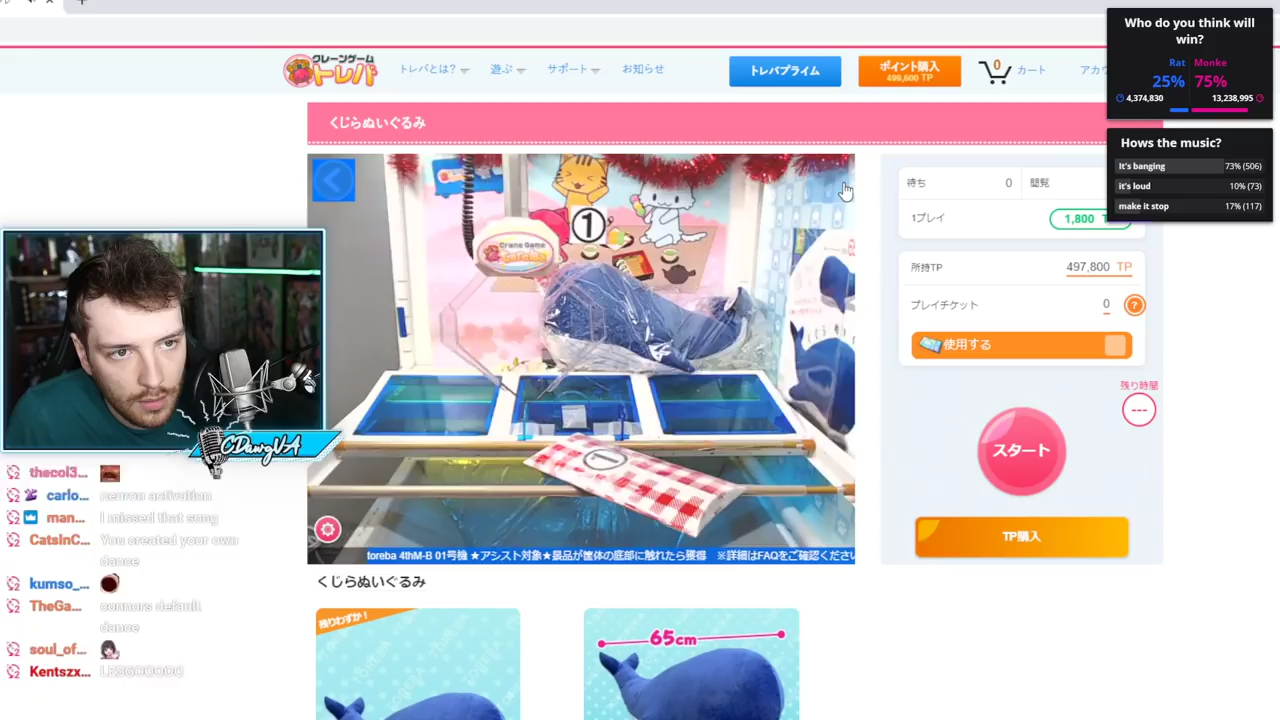 Who do you think will
win?
Rat
Monke
25%
75%
4,374,830
13,238,995
クレーンゲーム
トレバ
トレバとは?
遊ぶ
サポート
お知らせ
トレバプライム
ポイント購入
499,600 TP
0
カート
アカウ
くじらぬいぐるみ
Hows the music?
It's banging
73% (506)
it's loud
10% (73)
make it stop
17% (117)
待ち
0
閲覧
1プレイ
1,800
所持TP
497,800 TP
プレイチケット
0
?
使用する
残り時間
---
スタート
TP購入
1
Crane Game
Catcha
1
toreba 4thM-B 01号機 ★アシスト対象★景品が筐体の底部に触れたら獲得 ※詳細はFAQをご確認ください
くじらぬいぐるみ
残りわずか!
65cm
CDawgVA
thecol3...
carlo... neuron activation
man... I missed that song
CatsInC... You created your own
dance
kumso_...
TheGa... connors default
dance
soul_of...
Kentszx... LESGOOOOO